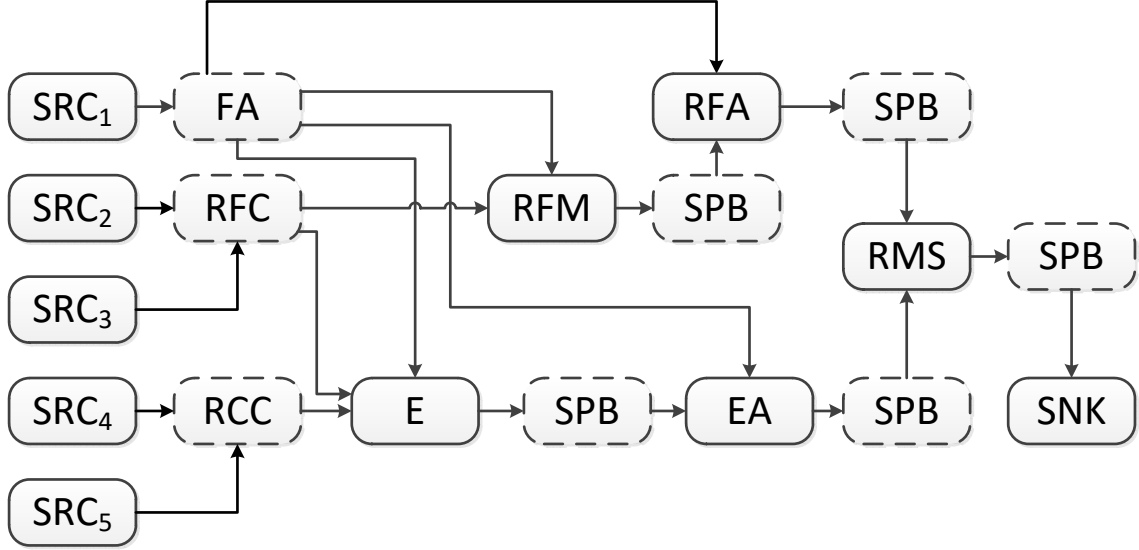 SRC₁
FA
RFA
SPB
SRC₂
RFC
RFM
SPB
RMS
SPB
SRC₃
SRC₄
RCC
E
SPB
EA
SPB
SNK
SRC₅